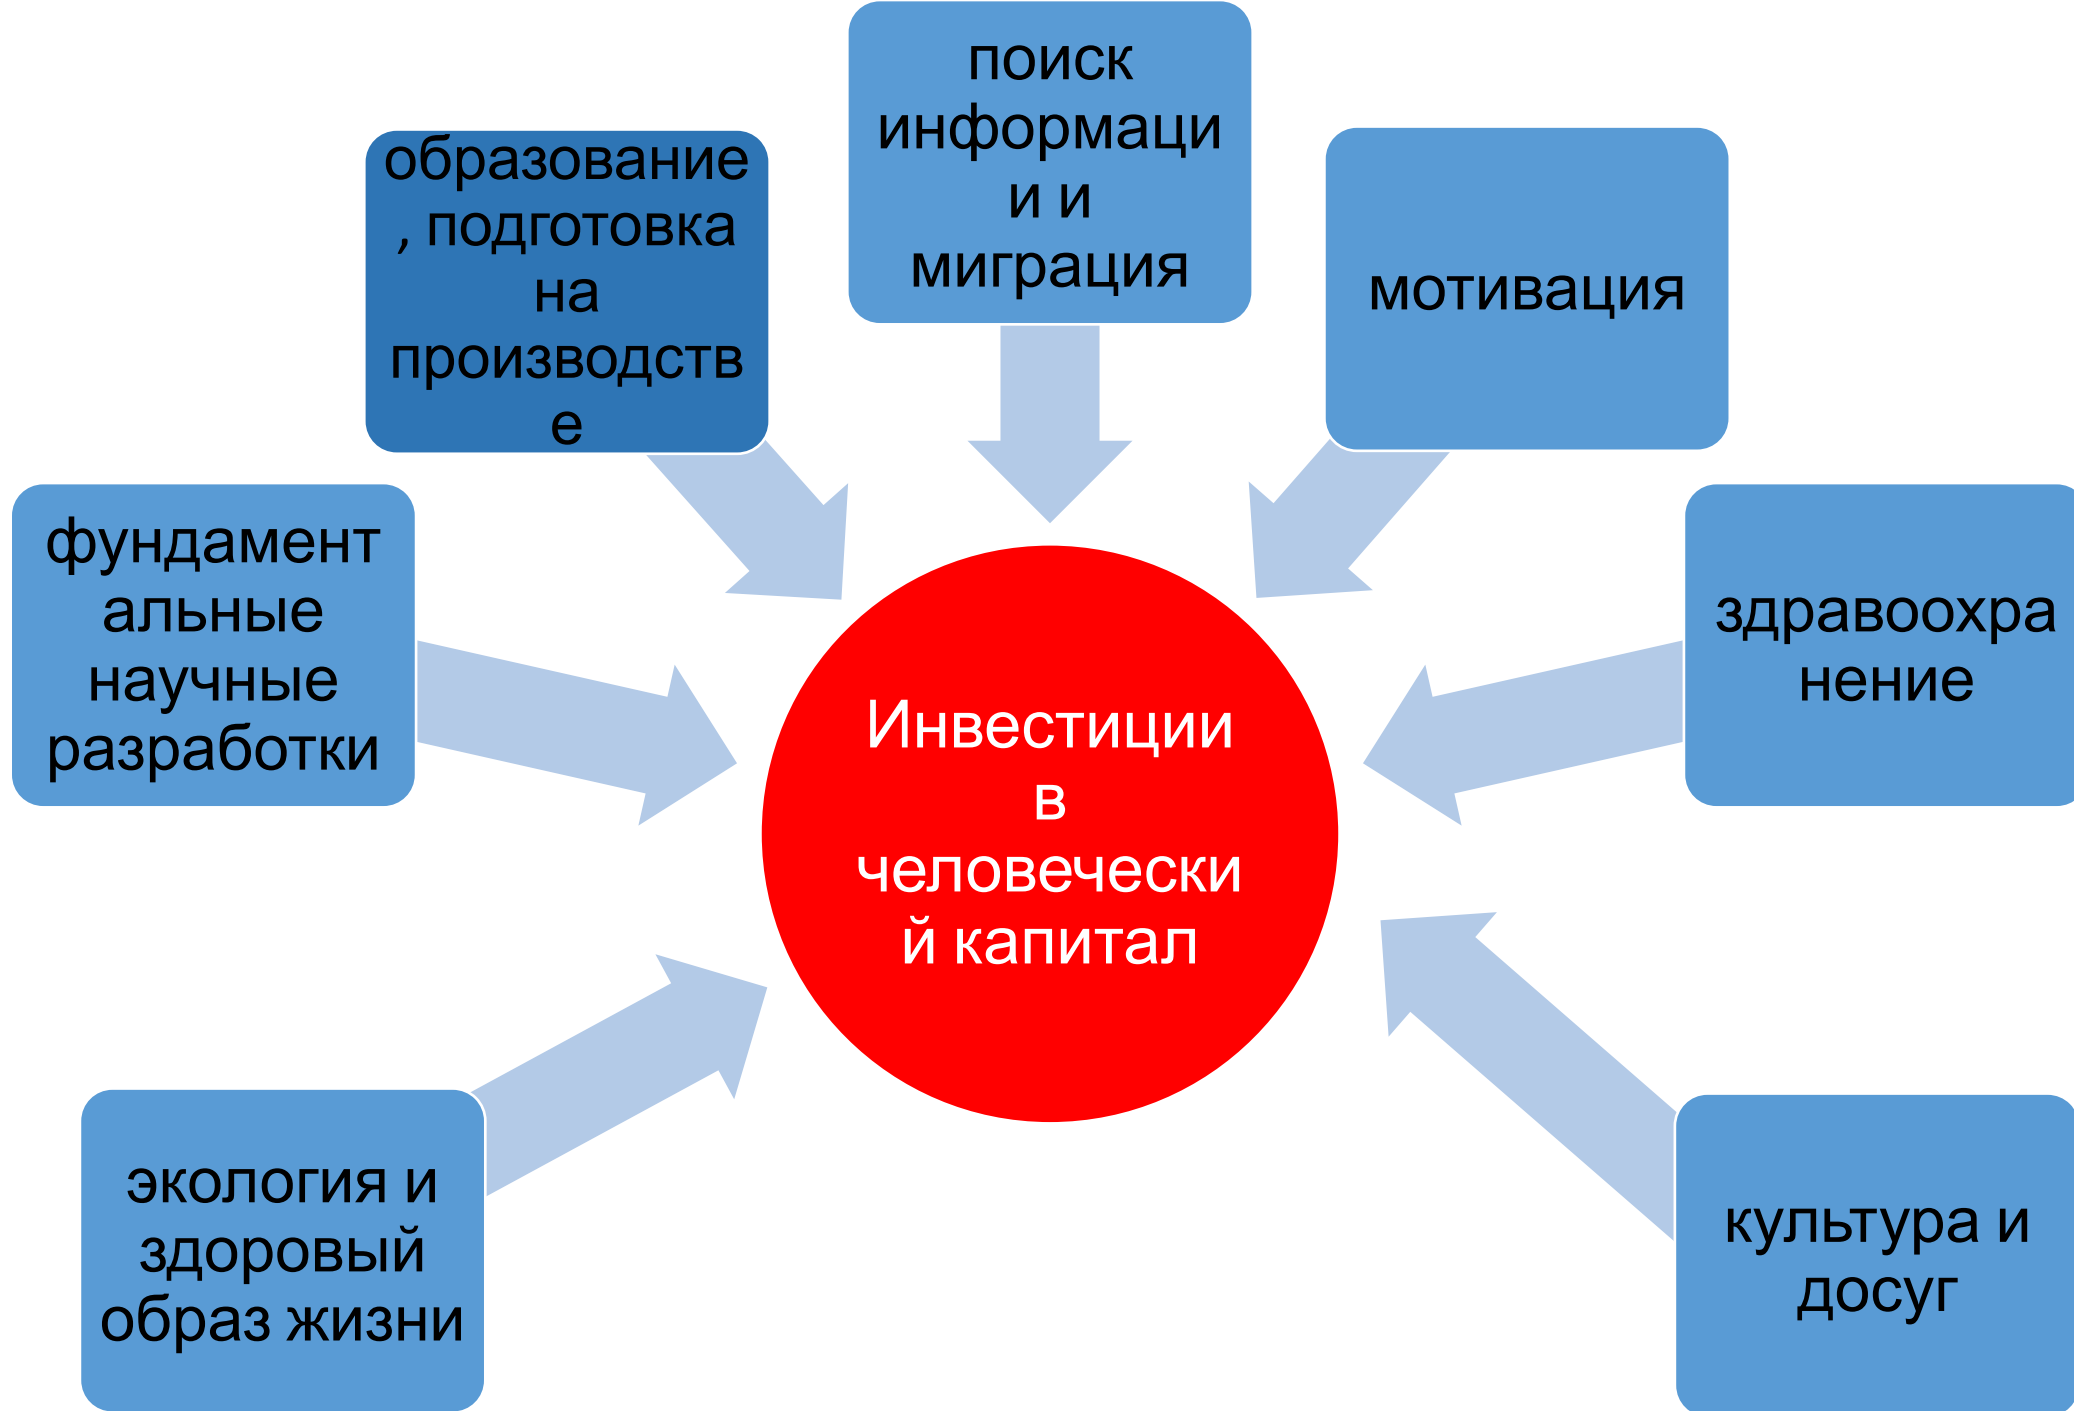 поиск
информаци
и и
миграция
образование
, подготовка
на
производств
е
мотивация
фундамент
альные
научные
разработки
здравоохра
нение
Инвестиции
в
человечески
й капитал
экология и
здоровый
образ жизни
культура и
досуг